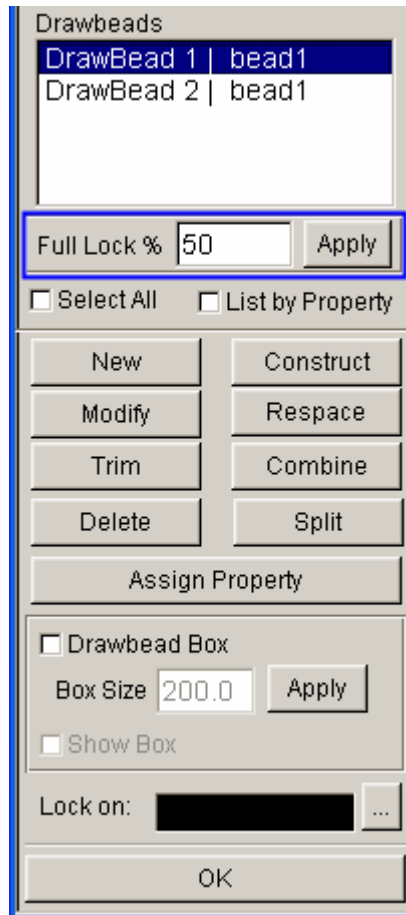 Drawbeads
DrawBead 1 | bead1
DrawBead 2 | bead1
Full Lock % 50 Apply
Select All List by Property
New Construct
Modify Respace
Trim Combine
Delete Split
Assign Property
Drawbead Box
Box Size 200.0 Apply
Show Box
Lock on: ...
OK